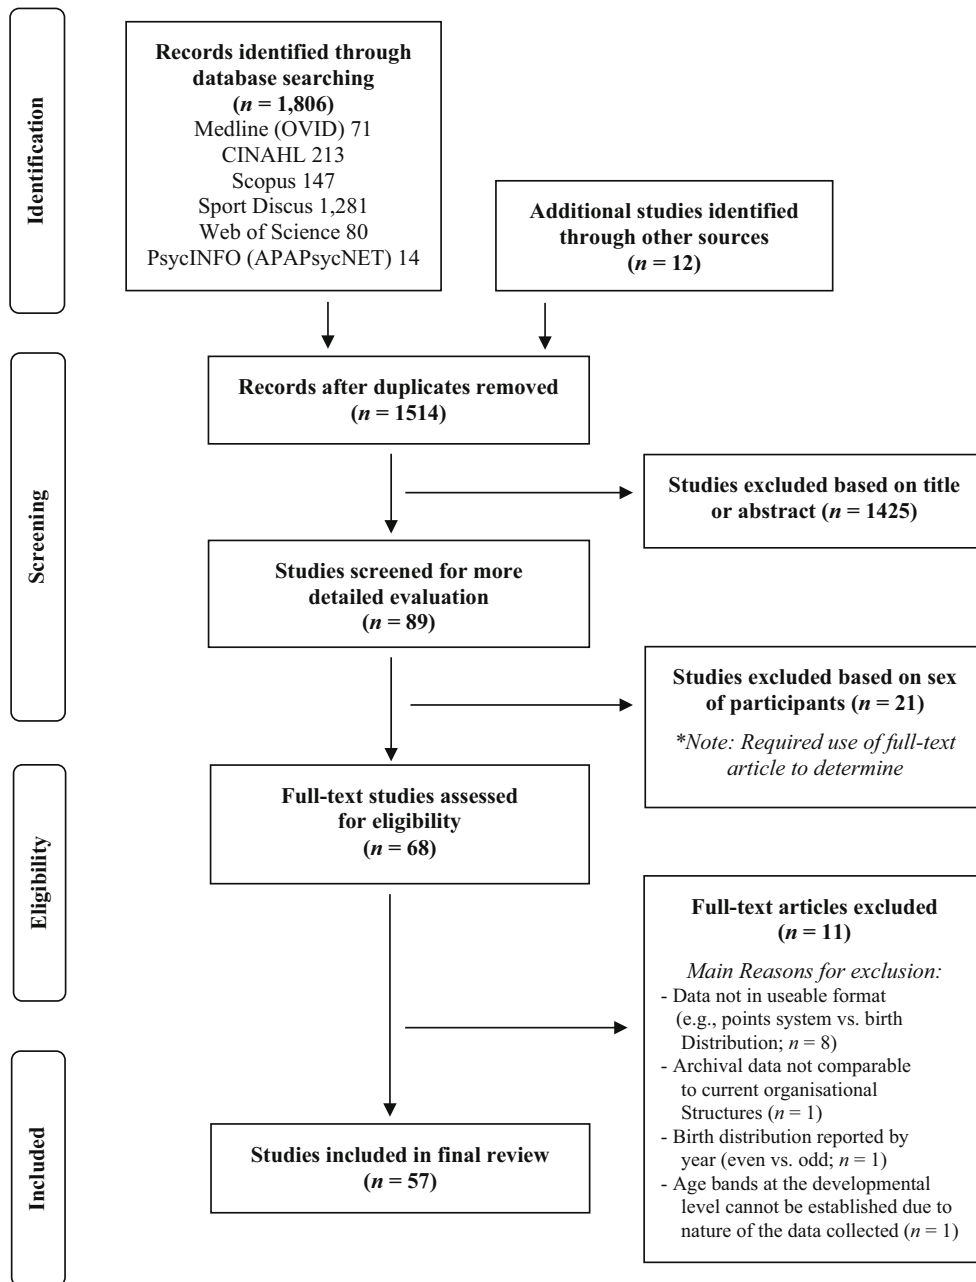 Identification
Records identified through
database searching
(n = 1,806)
Medline (OVID) 71
CINAHL 213
Scopus 147
Sport Discus 1,281
Web of Science 80
PsycINFO (APAPsycNET) 14
Additional studies identified
through other sources
(n = 12)
Screening
Records after duplicates removed
(n = 1514)
Studies excluded based on title
or abstract (n = 1425)
Studies screened for more
detailed evaluation
(n = 89)
Studies excluded based on sex
of participants (n = 21)
*Note: Required use of full-text
article to determine
Eligibility
Full-text studies assessed
for eligibility
(n = 68)
Full-text articles excluded
(n = 11)
Main Reasons for exclusion:
- Data not in useable format
(e.g., points system vs. birth
Distribution; n = 8)
- Archival data not comparable
to current organisational
Structures (n = 1)
- Birth distribution reported by
year (even vs. odd; n = 1)
- Age bands at the developmental
level cannot be established due to
nature of the data collected (n = 1)
Included
Studies included in final review
(n = 57)